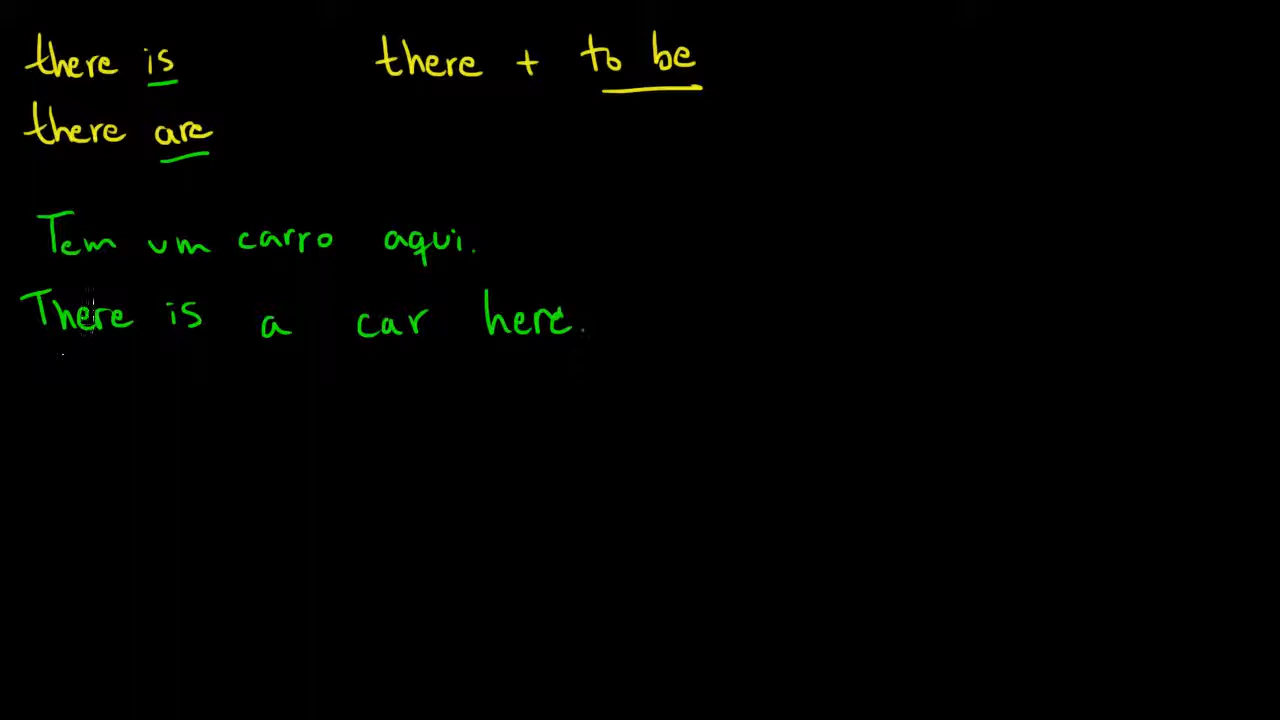 there is there + to be
there are
Tem um carro aqui.
There is a car here.